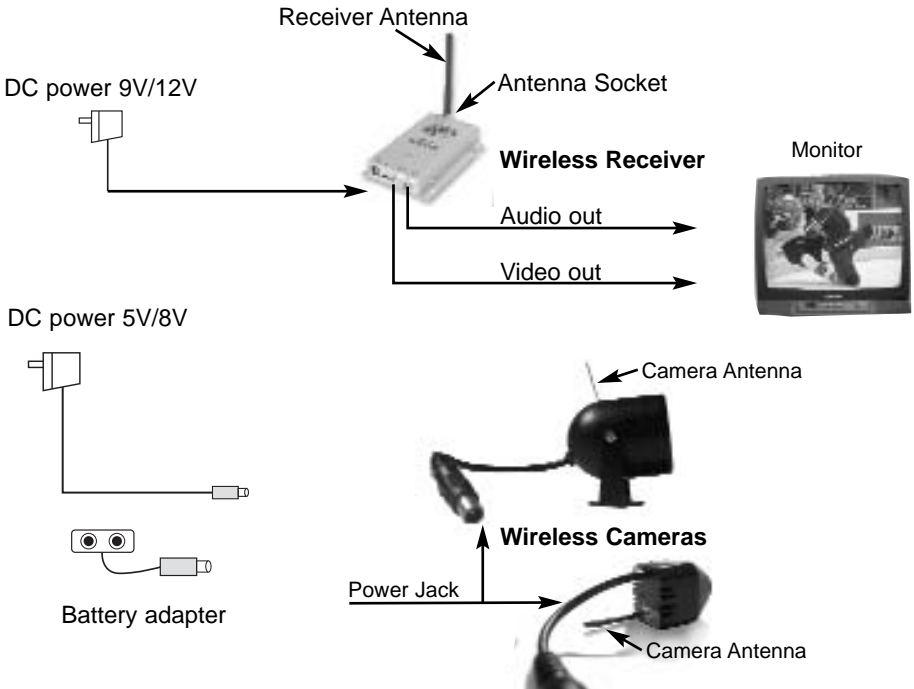 Receiver Antenna
DC power 9V/12V
Antenna Socket
Wireless Receiver
Monitor
Audio out
Video out
DC power 5V/8V
Camera Antenna
Wireless Cameras
Power Jack
Battery adapter
Camera Antenna